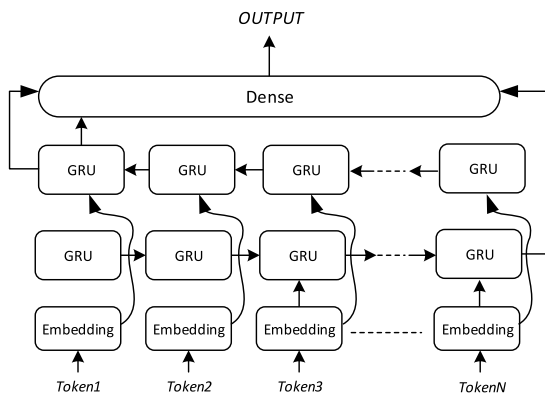 OUTPUT
Dense
GRU GRU GRU GRU
GRU GRU GRU GRU
Embedding Embedding Embedding Embedding
Token1 Token2 Token3 TokenN